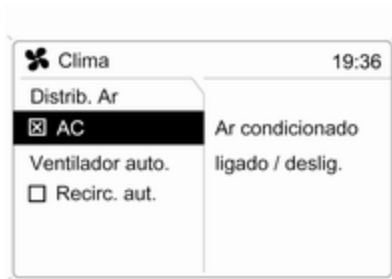 Clima 19:36
Distrib. Ar
AC
Ventilador auto.
Recirc. aut.
Ar condicionado
ligado / deslig.